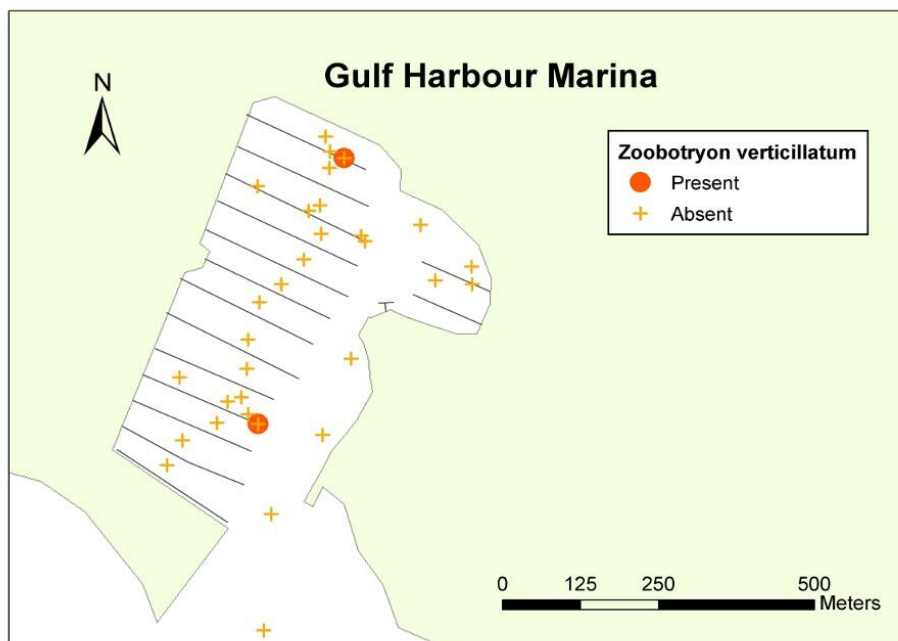 Gulf Harbour Marina
N
Zoobotryon verticillatum
Present
Absent
0 125 250 500
Meters